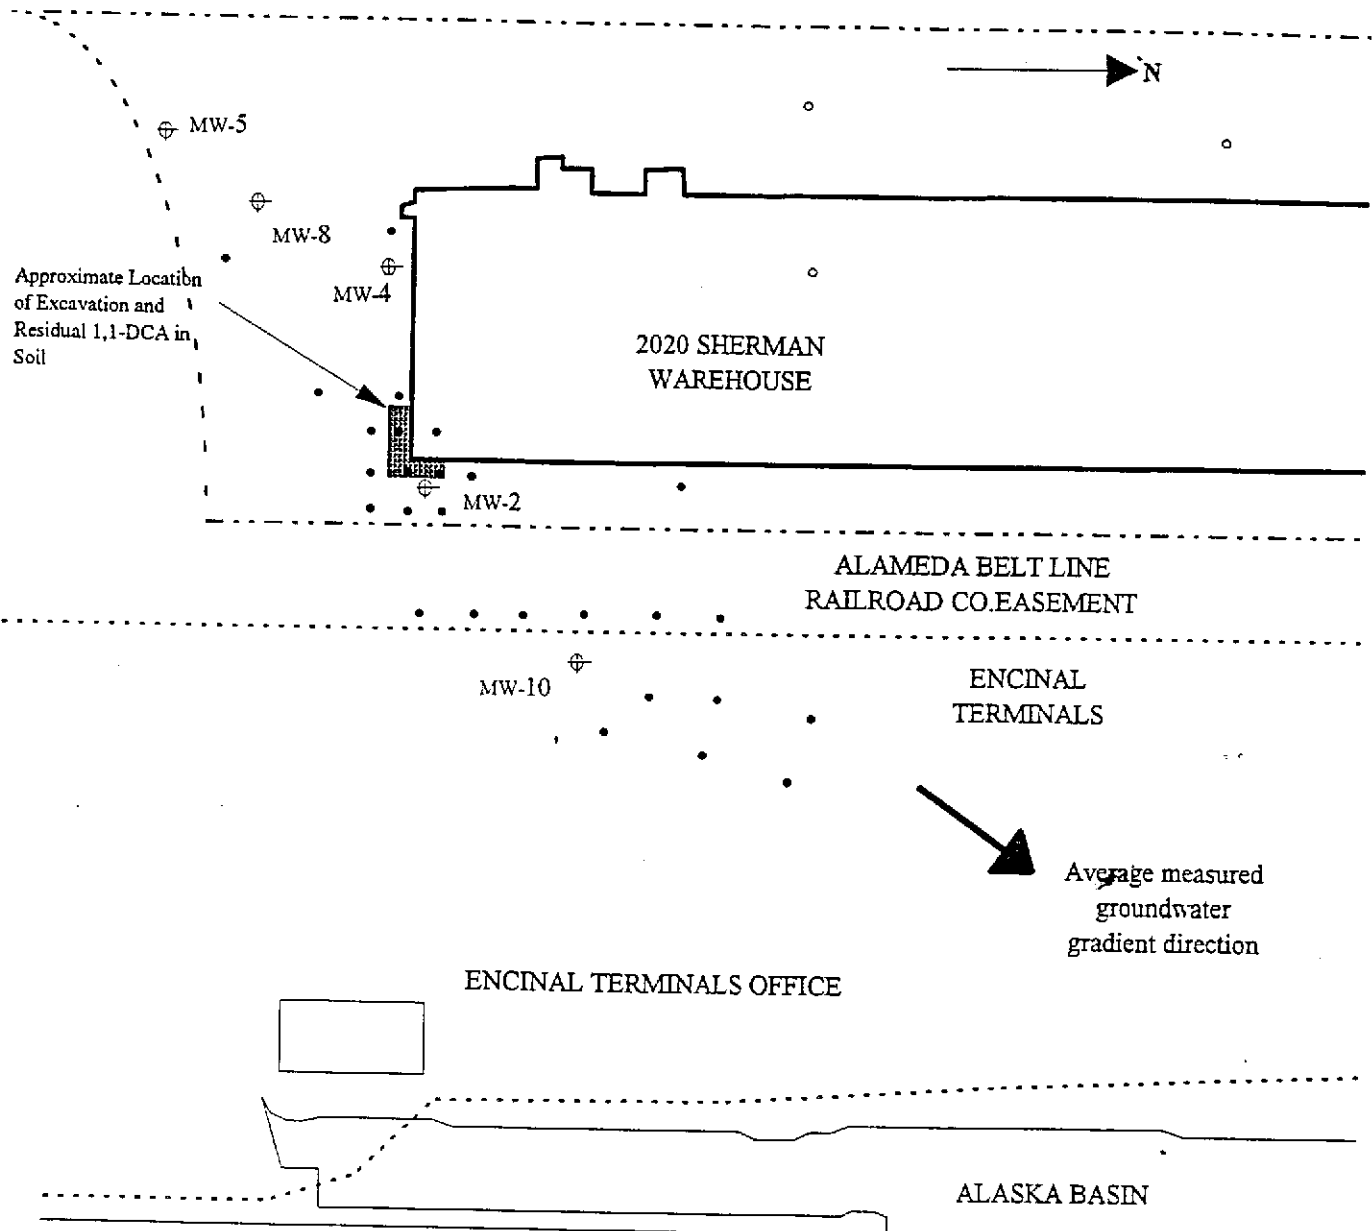 N
MW-5
MW-8
Approximate Location
of Excavation and
Residual 1,1-DCA in
Soil
MW-4
2020 SHERMAN
WAREHOUSE
MW-2
ALAMEDA BELT LINE
RAILROAD CO.EASEMENT
MW-10
ENCINAL
TERMINALS
Average measured
groundwater
gradient direction
ENCINAL TERMINALS OFFICE
ALASKA BASIN